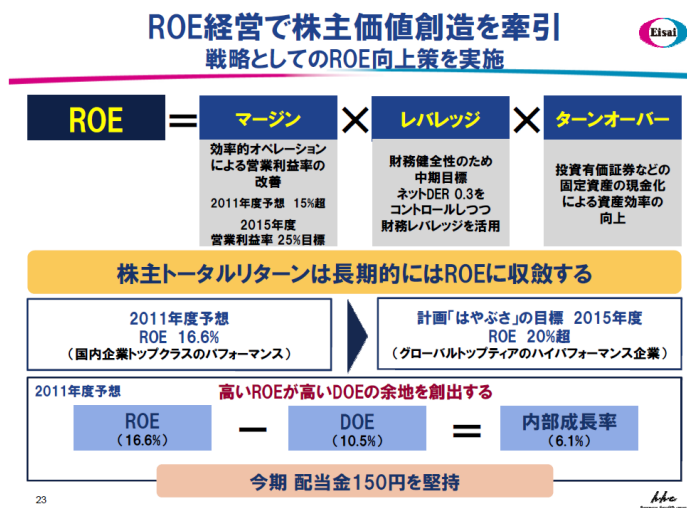 ROE経営で株主価値創造を牽引
戦略としてのROE向上策を実施
Eisai
ROE
=
マージン
×
レバレッジ
×
ターンオーバー
効率的オペレーション
による営業利益率の
改善
2011年度予想 15%超
2015年度
営業利益率 25%目標
財務健全性のため
中期目標
ネットDER 0.3を
コントロールしつつ
財務レバレッジを活用
投資有価証券などの
固定資産の現金化
による資産効率の
向上
株主トータルリターンは長期的にはROEに収斂する
2011年度予想
ROE 16.6%
(国内企業トップクラスのパフォーマンス)
計画「はやぶさ」の目標 2015年度
ROE 20%超
(グローバルトップティアのハイパフォーマンス企業)
2011年度予想
高いROEが高いDOEの余地を創出する
ROE
(16.6%)
−
DOE
(10.5%)
=
内部成長率
(6.1%)
今期 配当金150円を堅持
23
hhc